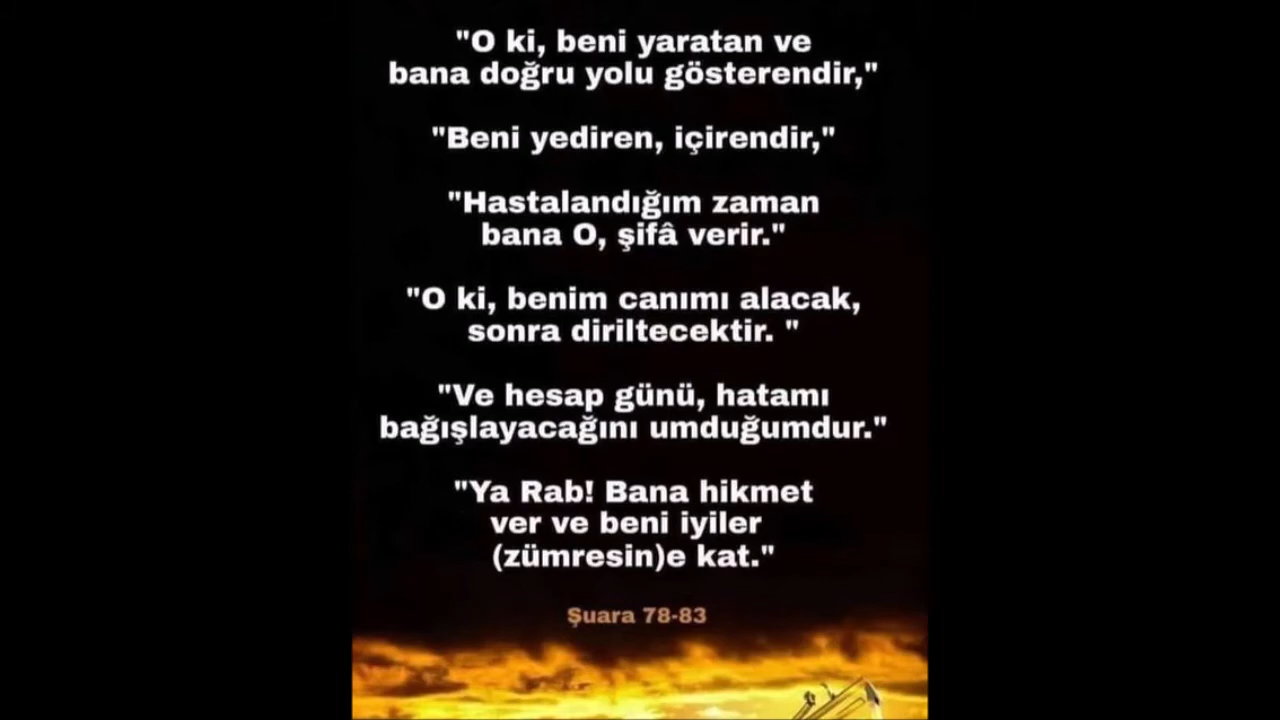 "O ki, beni yaratan ve
bana doğru yolu gösterendir,"
"Beni yediren, içirendir,"
"Hastalandığım zaman
bana O, şifâ verir."
"O ki, benim canımı alacak,
sonra diriltecektir. "
"Ve hesap günü, hatamı
bağışlayacağını umduğumdur."
"Ya Rab! Bana hikmet
ver ve beni iyiler
(zümresin)e kat."
Şuara 78-83